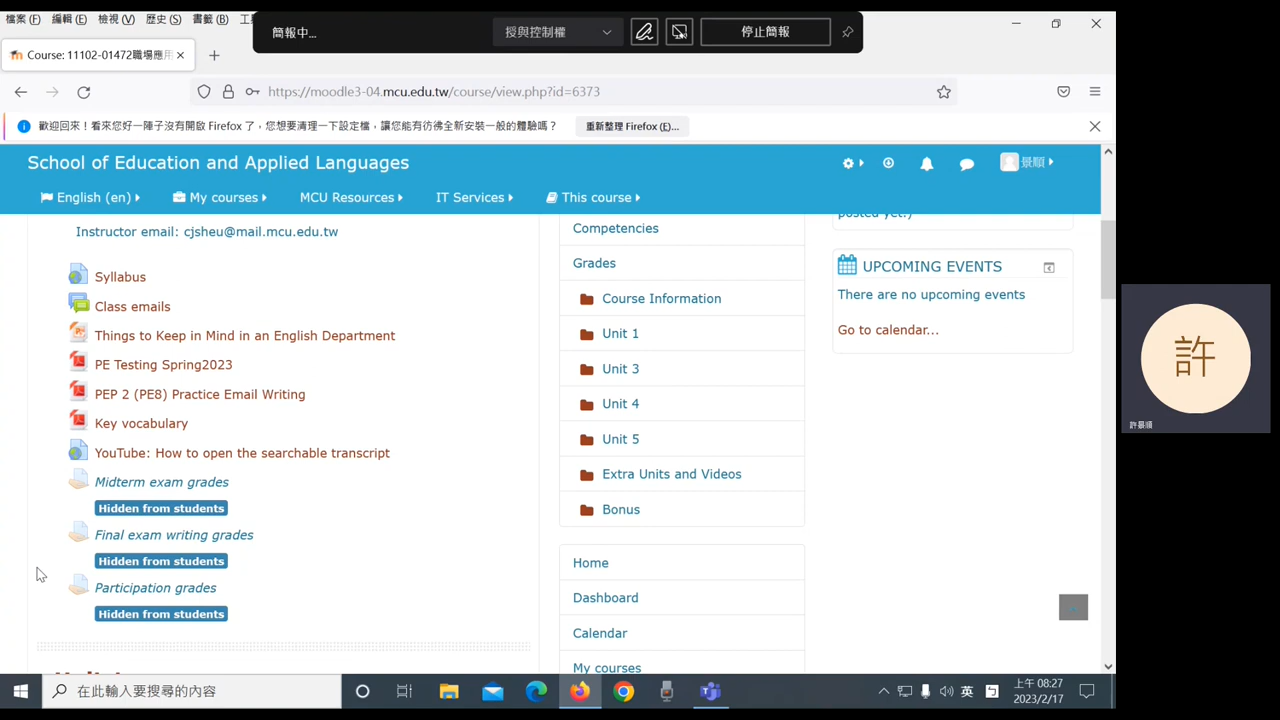 檔案 (F) 編輯 (E) 檢視 (V) 歷史 (S) 書籤 (B)
簡報中...
授與控制權
停止簡報
Course: 11102-01472職場應用
https://moodle3-04.mcu.edu.tw/course/view.php?id=6373
歡迎回來！看來您好一陣子沒有開啟 Firefox 了，您想要清理一下設定檔，讓您能有彷彿全新安裝一般的體驗嗎？
重新整理 Firefox (E)...
School of Education and Applied Languages
景順
English (en)
My courses
MCU Resources
IT Services
This course
Instructor email: cjsheu@mail.mcu.edu.tw
Syllabus
Class emails
Things to Keep in Mind in an English Department
PE Testing Spring2023
PEP 2 (PE8) Practice Email Writing
Key vocabulary
YouTube: How to open the searchable transcript
Midterm exam grades
Hidden from students
Final exam writing grades
Hidden from students
Participation grades
Hidden from students
Competencies
Grades
Course Information
Unit 1
Unit 3
Unit 4
Unit 5
Extra Units and Videos
Bonus
Home
Dashboard
Calendar
My courses
posted yet.)
UPCOMING EVENTS
There are no upcoming events
Go to calendar...
許
許景順
在此輸入要搜尋的內容
英
上午 08:27
2023/2/17